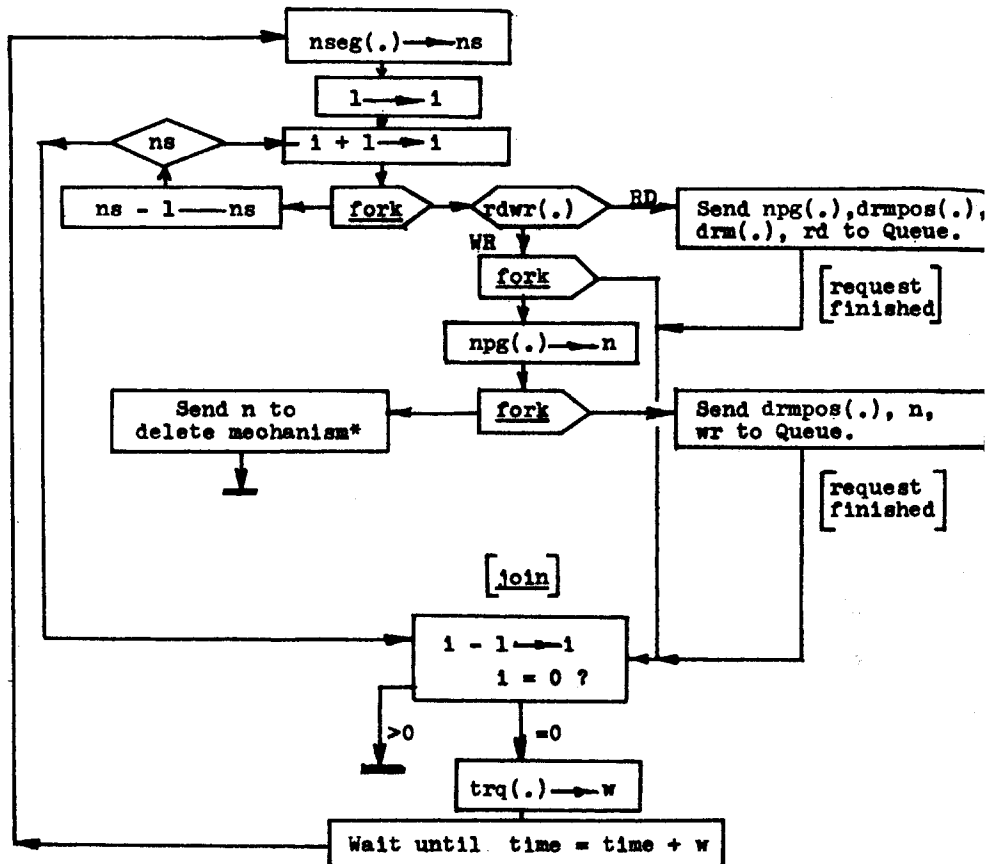 nseg(.) → ns
1 → i
ns
i + 1 → i
ns - 1 — ns
fork
rdwr(.)
RD
Send npg(.),drmpos(.),
drm(.), rd to Queue.
WR
fork
[request
finished]
npg(.) → n
Send n to
delete mechanism*
fork
Send drmpos(.), n,
wr to Queue.
[request
finished]
[join]
i - 1 → i
i = 0 ?
>0
=0
trq(.) → w
Wait until time = time + w